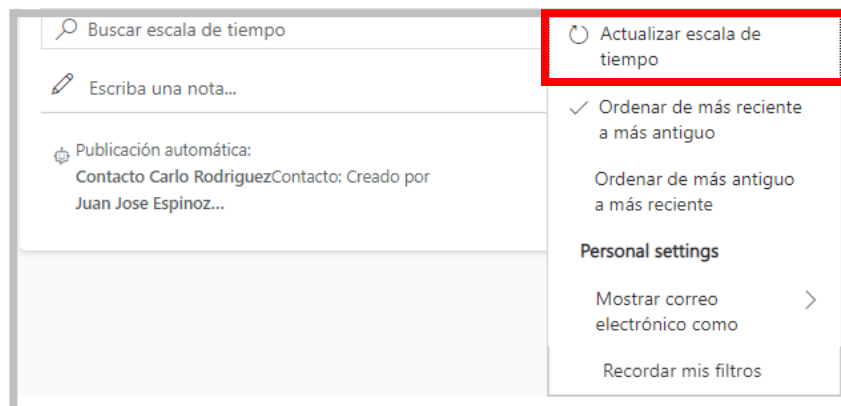 Buscar escala de tiempo
Escriba una nota...
Publicación automática:
Contacto Carlo RodriguezContacto: Creado por
Juan Jose Espinoz...
Actualizar escala de
tiempo
Ordenar de más reciente
a más antiguo
Ordenar de más antiguo
a más reciente
Personal settings
Mostrar correo
electrónico como
Recordar mis filtros